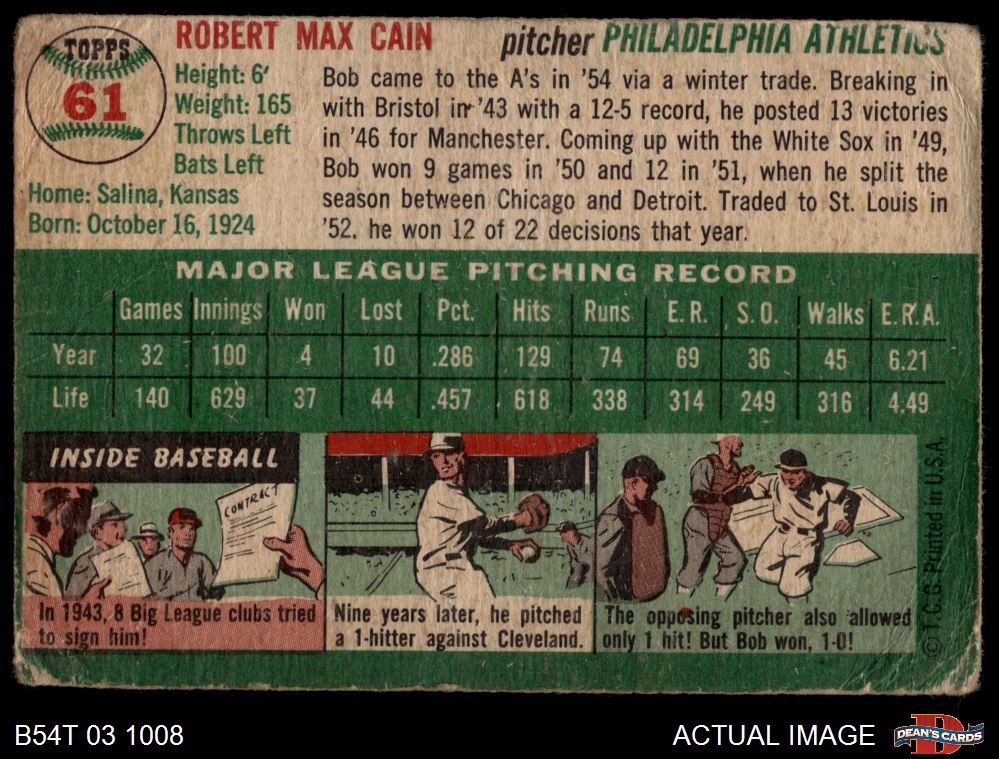 TOPPS
61
ROBERT MAX CAIN pitcher PHILADELPHIA ATHLETICS
Height: 6'
Weight: 165
Throws Left
Bats Left
Home: Salina, Kansas
Born: October 16, 1924
Bob came to the A's in '54 via a winter trade. Breaking in
with Bristol in '43 with a 12-5 record, he posted 13 victories
in '46 for Manchester. Coming up with the White Sox in '49,
Bob won 9 games in '50 and 12 in '51, when he split the
season between Chicago and Detroit. Traded to St. Louis in
'52, he won 12 of 22 decisions that year.
MAJOR LEAGUE PITCHING RECORD
Games Innings Won Lost Pct. Hits Runs E.R. S.O. Walks E.R.A.
Year 32 100 4 10 .286 129 74 69 36 45 6.21
Life 140 629 37 44 .457 618 338 314 249 316 4.49
INSIDE BASEBALL
CONTRACT
In 1943, 8 Big League clubs tried
to sign him!
Nine years later, he pitched
a 1-hitter against Cleveland.
The opposing pitcher also allowed
only 1 hit! But Bob won, 1-0!
© T.C.G. Printed in U.S.A.
B54T 03 1008
ACTUAL IMAGE
D
DEAN'S CARDS